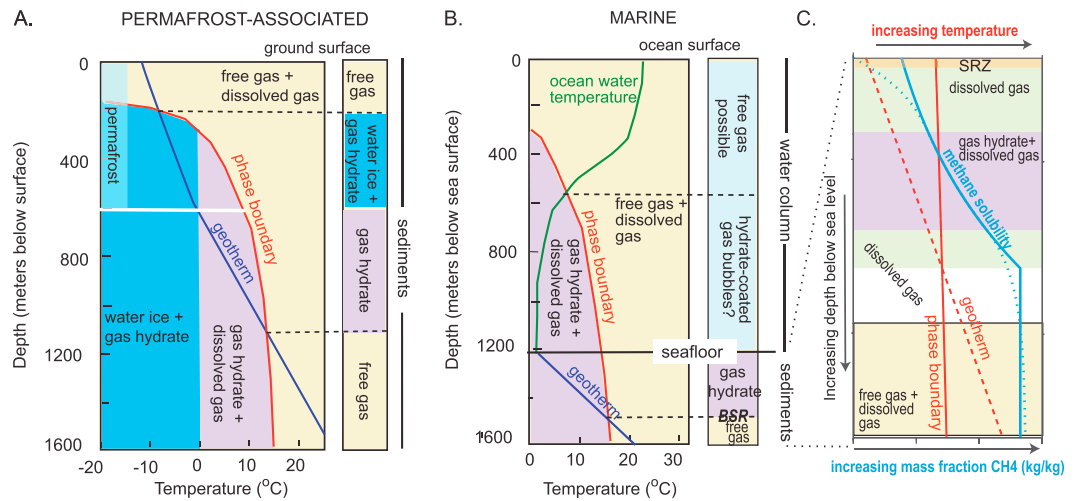 A.
PERMAFROST-ASSOCIATED
ground surface
0
400
600
800
1200
1600
Depth (meters below surface)
permafrost
free gas +
dissolved gas
phase boundary
geotherm
water ice +
gas hydrate
gas hydrate +
dissolved gas
-20
-10
0
10
20
Temperature (°C)
free
gas
water ice +
gas hydrate
gas hydrate
free gas
sediments
B.
MARINE
ocean surface
0
400
800
1200
1600
Depth (meters below sea surface)
ocean water
temperature
free gas +
dissolved
gas
phase boundary
gas hydrate +
dissolved gas
seafloor
geotherm
0
10
20
30
Temperature (°C)
free gas
possible
hydrate-coated
gas bubbles?
gas
hydrate
BSR
free
gas
water column
sediments
C.
increasing temperature
SRZ
dissolved gas
gas hydrate+
dissolved gas
methane solubility
dissolved gas
geotherm
phase boundary
free gas +
dissolved
gas
Increasing depth below sea level
increasing mass fraction CH4 (kg/kg)